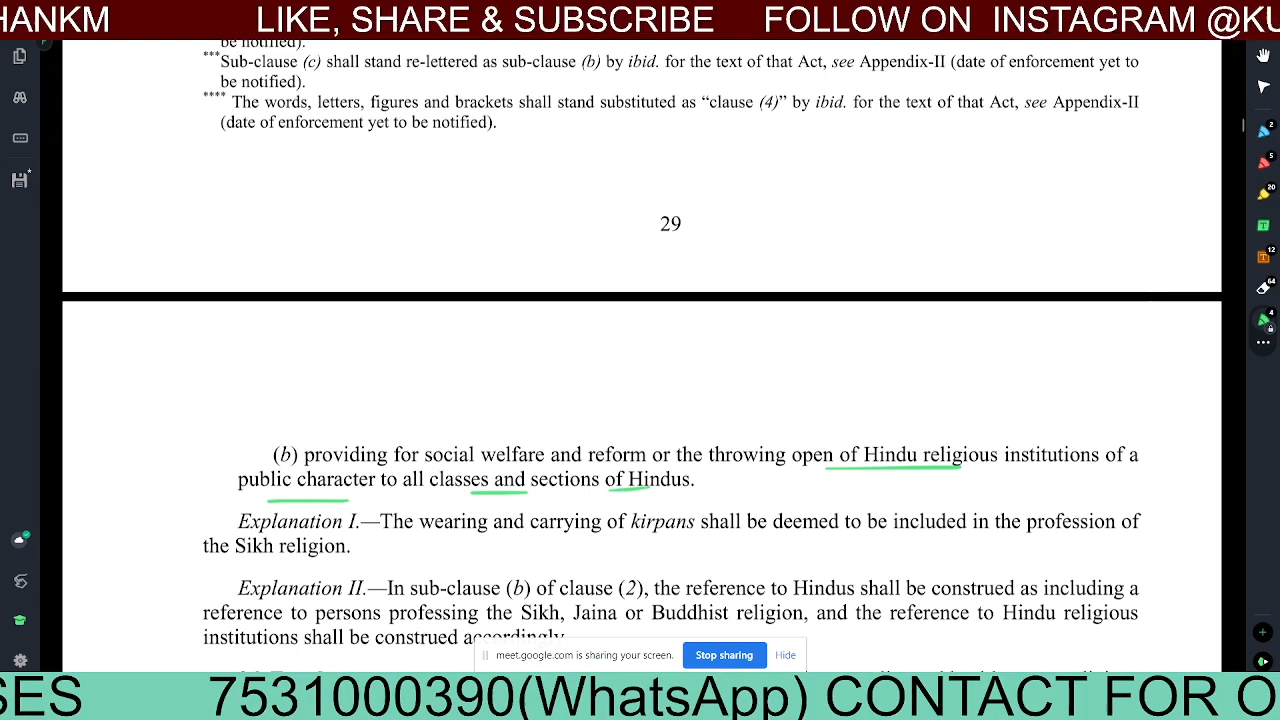 HANKM LIKE, SHARE & SUBSCRIBE FOLLOW ON INSTAGRAM @KU
be notified).
***Sub-clause (c) shall stand re-lettered as sub-clause (b) by ibid. for the text of that Act, see Appendix-II (date of enforcement yet to
be notified).
**** The words, letters, figures and brackets shall stand substituted as “clause (4)” by ibid. for the text of that Act, see Appendix-II
(date of enforcement yet to be notified).
29
(b) providing for social welfare and reform or the throwing open of Hindu religious institutions of a
public character to all classes and sections of Hindus.
Explanation I.—The wearing and carrying of kirpans shall be deemed to be included in the profession of
the Sikh religion.
Explanation II.—In sub-clause (b) of clause (2), the reference to Hindus shall be construed as including a
reference to persons professing the Sikh, Jaina or Buddhist religion, and the reference to Hindu religious
institutions shall be construed accordingly.
meet.google.com is sharing your screen. Stop sharing Hide
SES 7531000390(WhatsApp) CONTACT FOR O
2
5
20
12
64
4